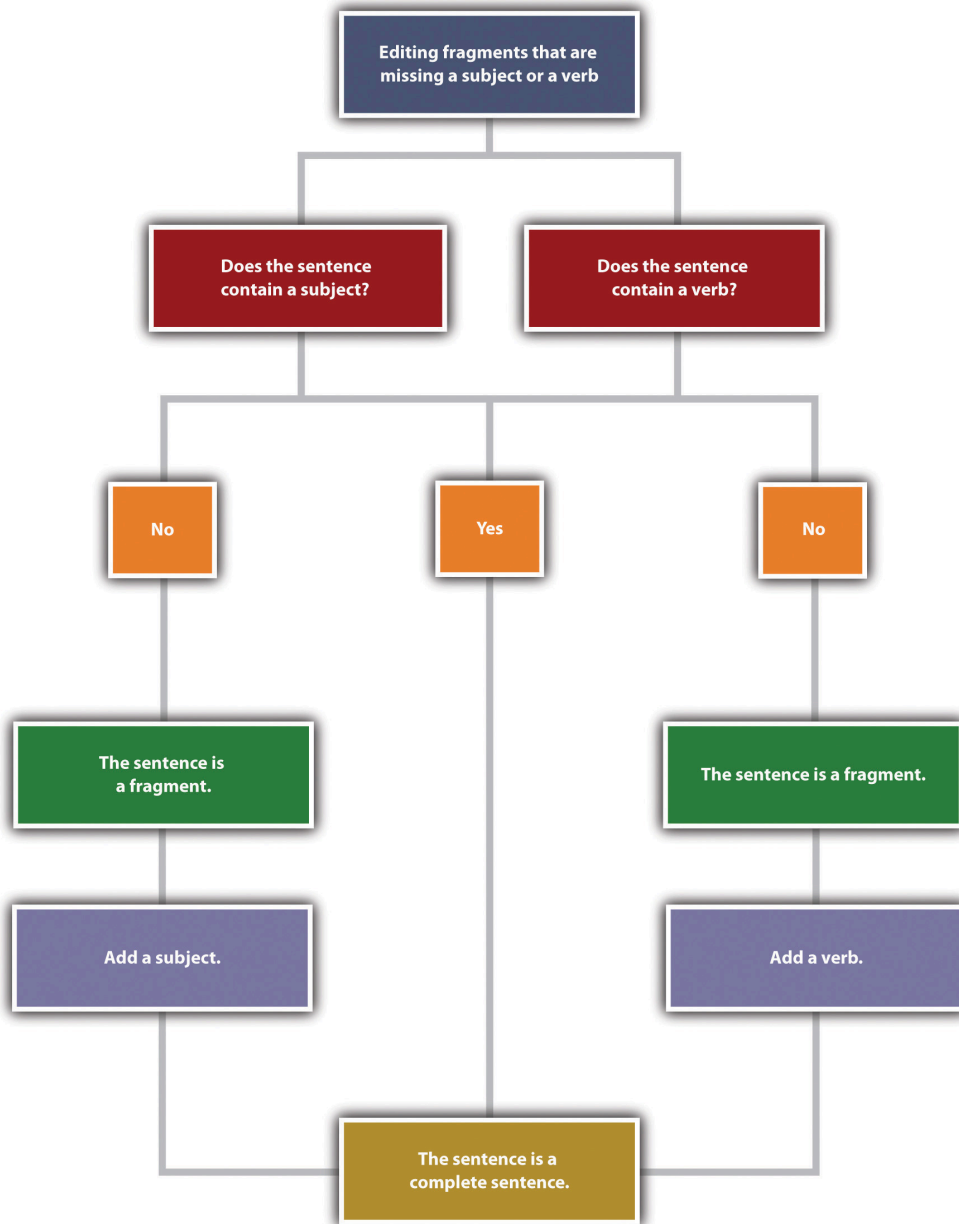 Editing fragments that are
missing a subject or a verb
Does the sentence
contain a subject?
Does the sentence
contain a verb?
No
Yes
No
The sentence is
a fragment.
The sentence is a fragment.
Add a subject.
Add a verb.
The sentence is a
complete sentence.